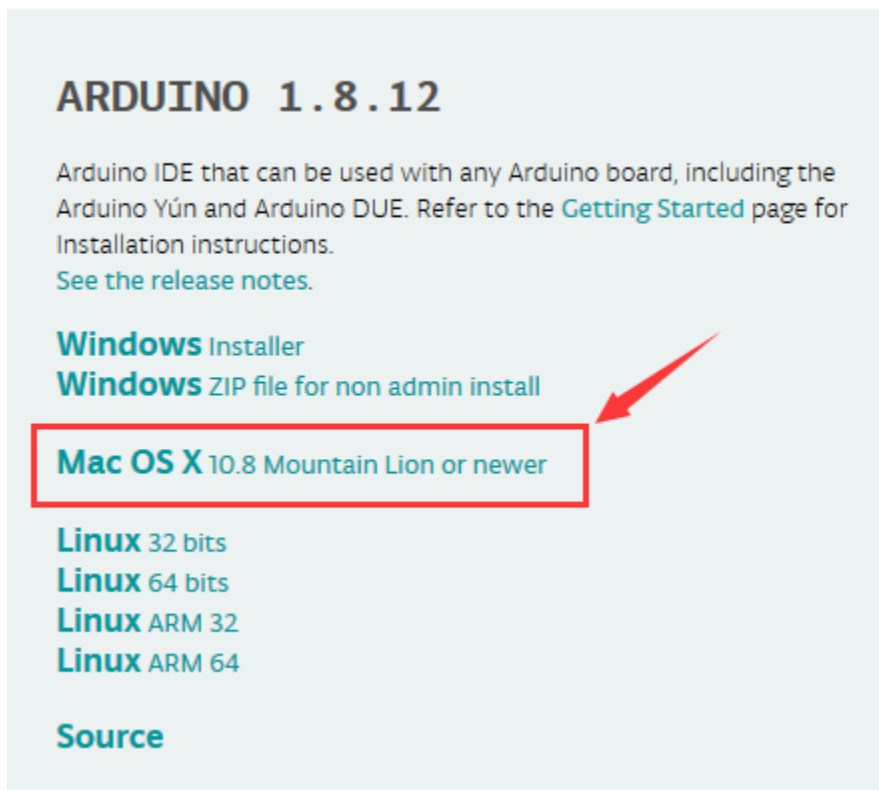 ARDUINO 1.8.12
Arduino IDE that can be used with any Arduino board, including the
Arduino Yún and Arduino DUE. Refer to the Getting Started page for
Installation instructions.
See the release notes.
Windows Installer
Windows ZIP file for non admin install
Mac OS X 10.8 Mountain Lion or newer
Linux 32 bits
Linux 64 bits
Linux ARM 32
Linux ARM 64
Source